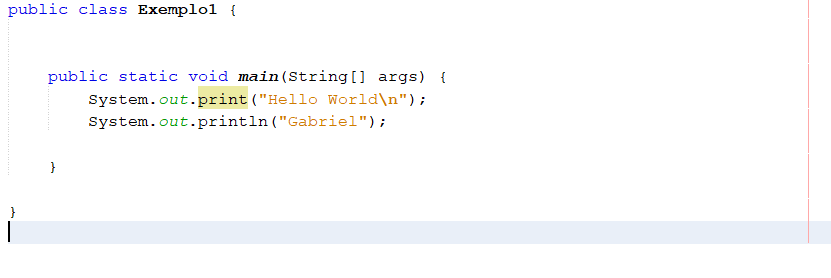 public class Exemplo1 {
public static void main(String[] args) {
System.out.print("Hello World\n");
System.out.println("Gabriel");
}
}